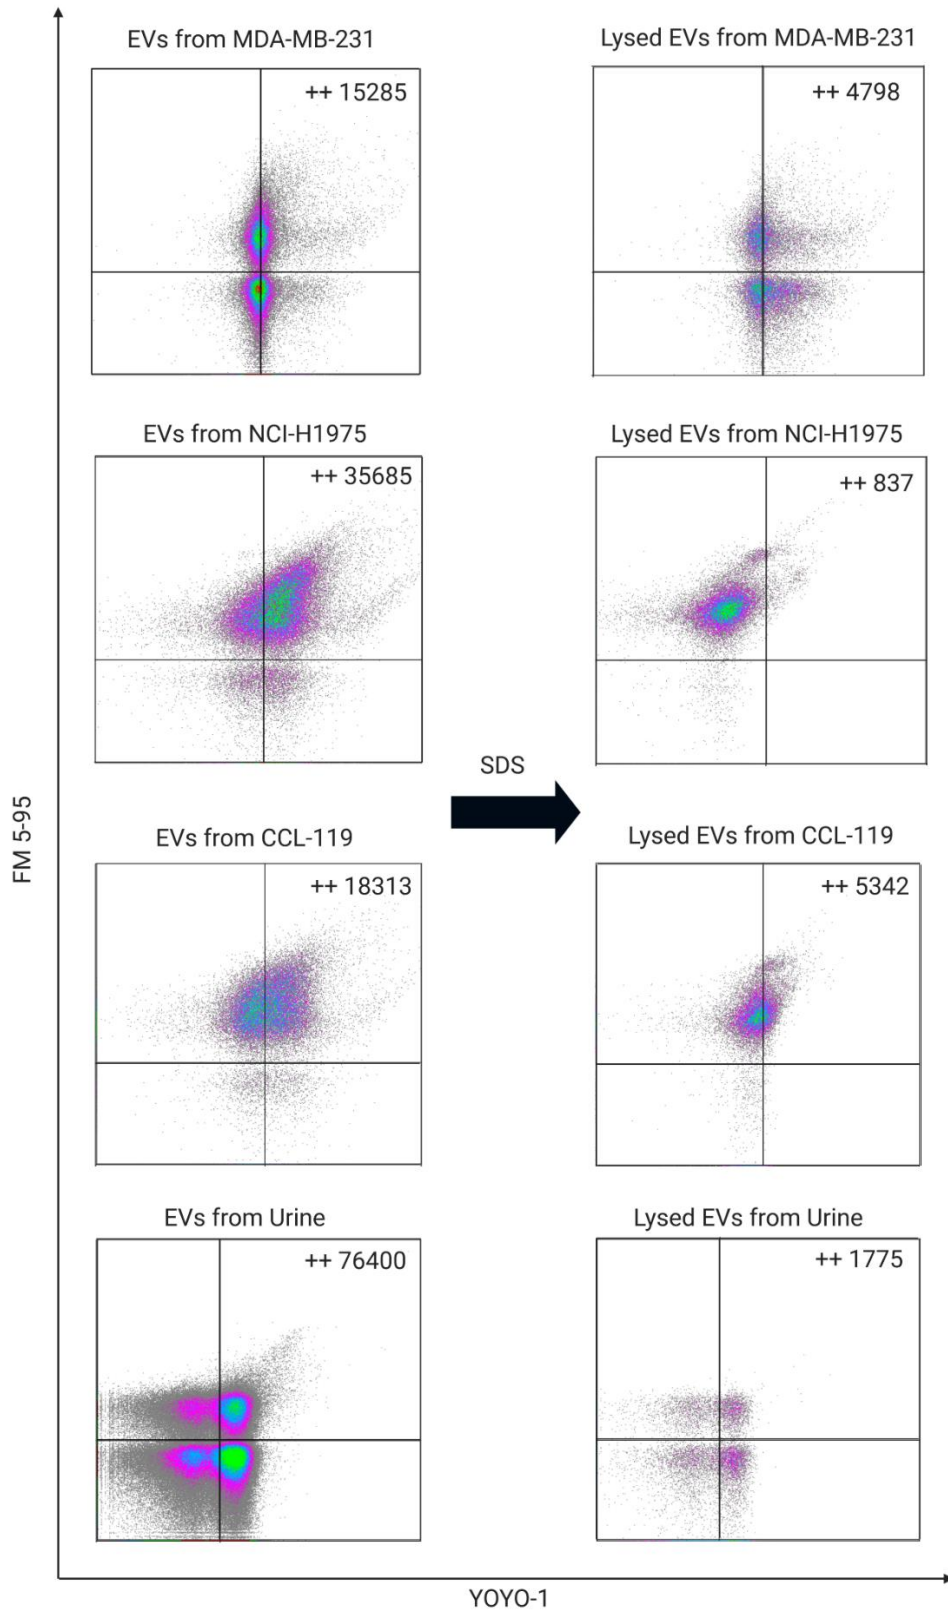 EVs from MDA-MB-231
Lysed EVs from MDA-MB-231
++ 15285
++ 4798
EVs from NCI-H1975
Lysed EVs from NCI-H1975
++ 35685
++ 837
SDS
FM 5-95
EVs from CCL-119
Lysed EVs from CCL-119
++ 18313
++ 5342
EVs from Urine
Lysed EVs from Urine
++ 76400
++ 1775
YOYO-1